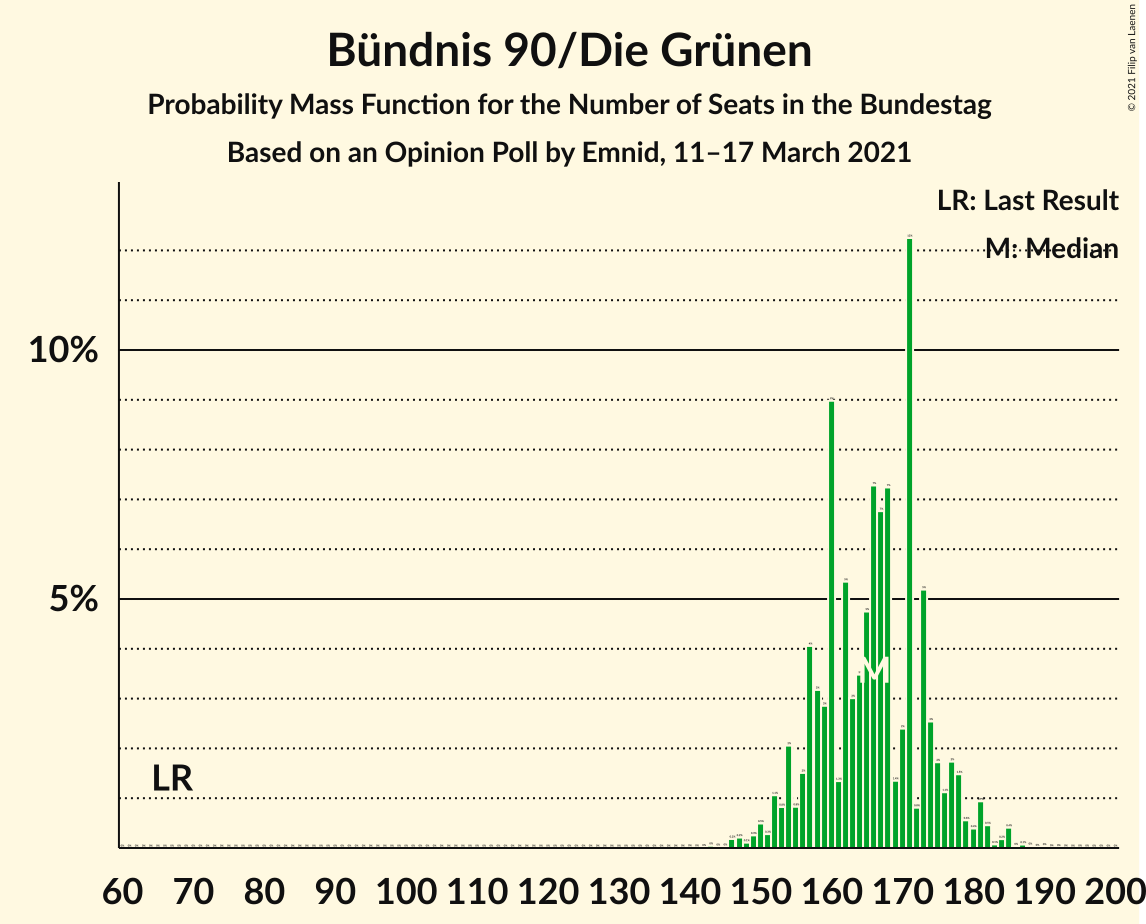 Bündnis 90/Die Grünen
Probability Mass Function for the Number of Seats in the Bundestag
Based on an Opinion Poll by Emnid, 11–17 March 2021
© 2021 Filip van Laenen
LR: Last Result
M: Median
10%
5%
M
LR
60 70 80 90 100 110 120 130 140 150 160 170 180 190 200